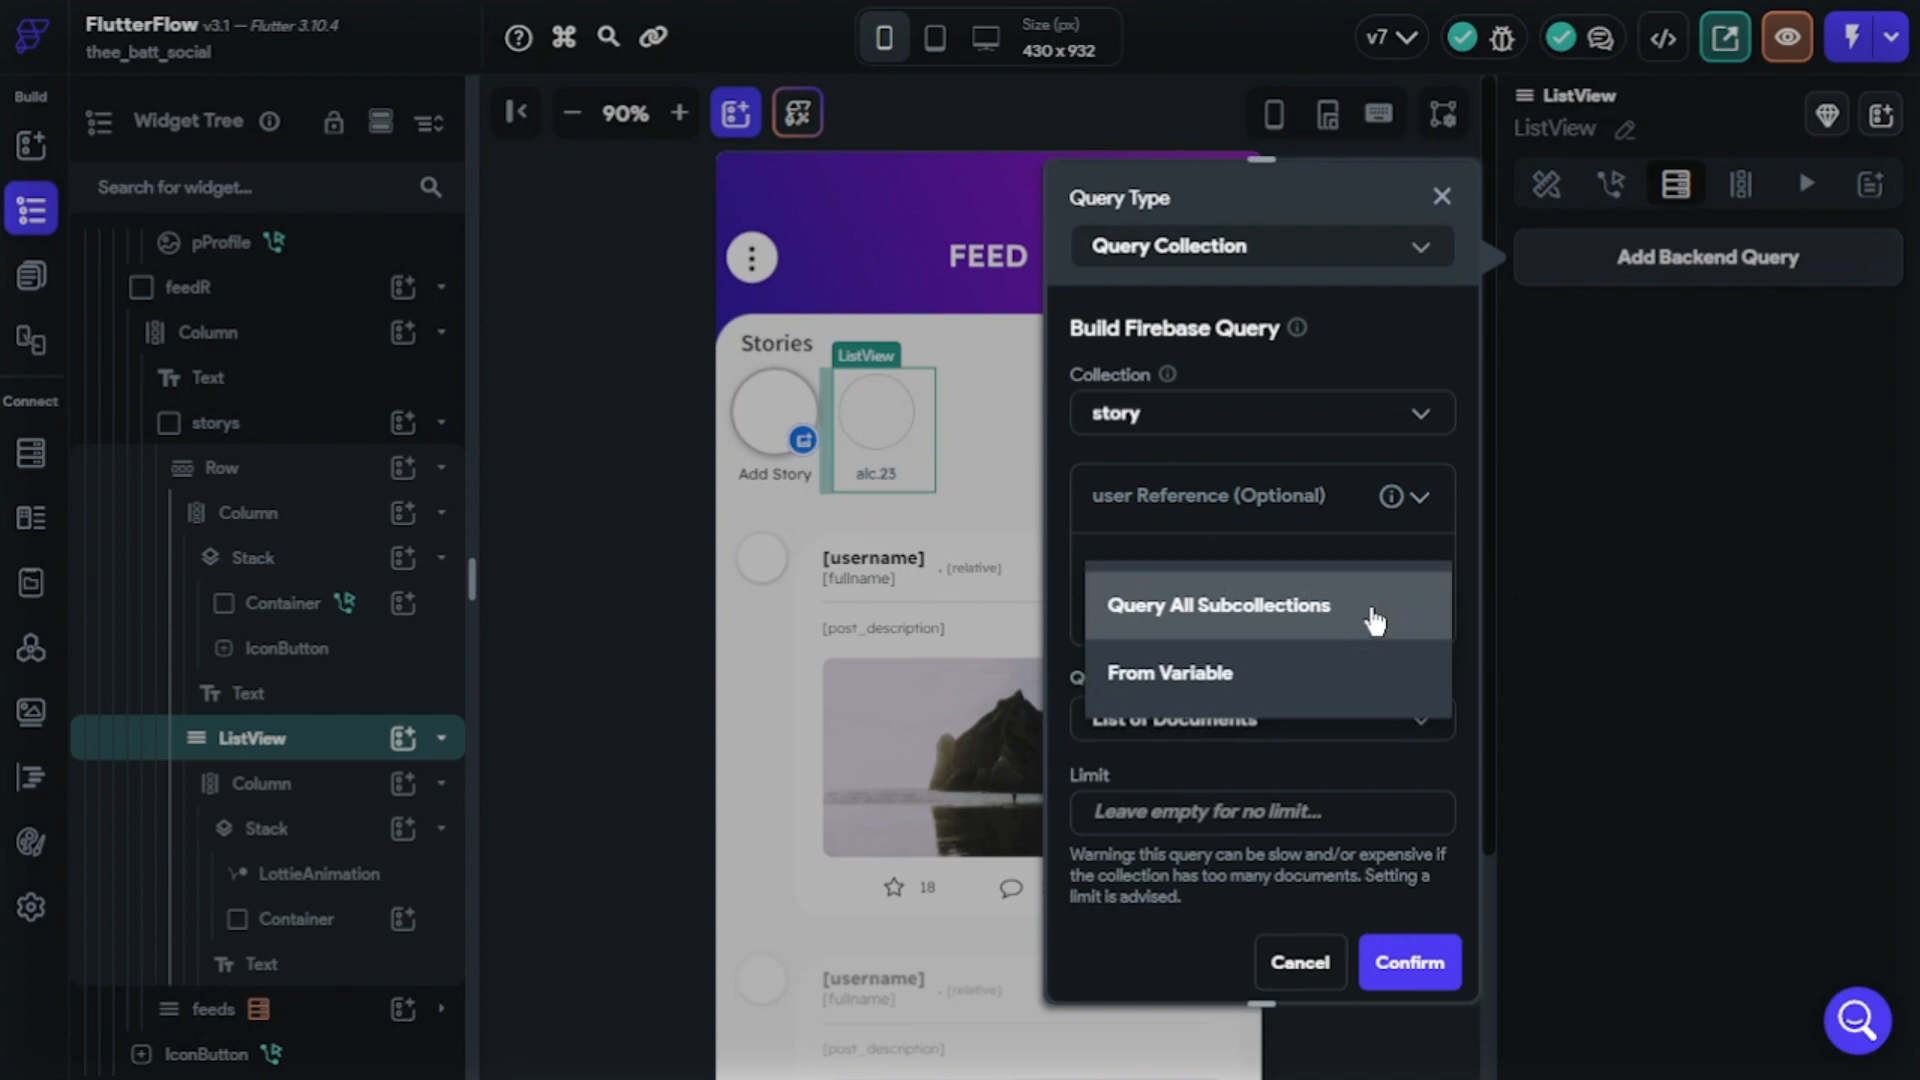 FlutterFlow v3.1 — Flutter 3.10.4
thee_batt_social
Size (px)
430 x 932
v7
Build
Connect
Widget Tree
Search for widget...
pProfile
feedR
Column
Text
storys
Row
Column
Stack
Container
IconButton
Text
ListView
Column
Stack
LottieAnimation
Container
Text
feeds
IconButton
90%
FEED
Stories
ListView
Add Story
alc.23
[username]
[fullname]
. [relative]
[post_description]
18
[username]
[fullname]
. [relative]
[post_description]
Query Type
Query Collection
Build Firebase Query
Collection
story
user Reference (Optional)
Query All Subcollections
From Variable
Q
List of Documents
Limit
Leave empty for no limit...
Warning: this query can be slow and/or expensive if
the collection has too many documents. Setting a
limit is advised.
Cancel
Confirm
ListView
ListView
Add Backend Query